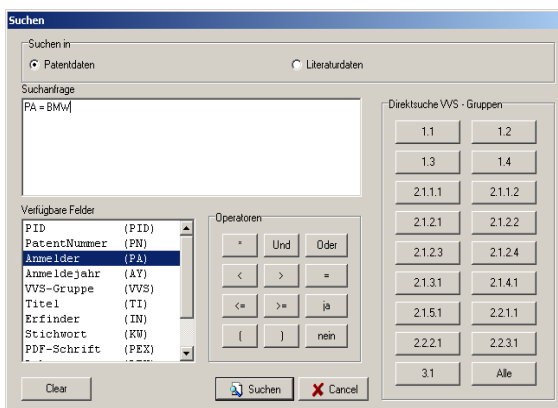 Suchen
Suchen in
Patentdaten
Literaturdaten
Suchanfrage
PA = BMW
Verfügbare Felder
PID (PID)
PatentNummer (PN)
Anmelder (PA)
Anmeldejahr (AY)
VVS-Gruppe (VVS)
Titel (TI)
Erfinder (IN)
Stichwort (KW)
PDF-Schrift (PEX)
Operatoren
* Und Oder
< > =
<= >= ja
( ) nein
Direktsuche VVS - Gruppen
1.1 1.2
1.3 1.4
2.1.1.1 2.1.1.2
2.1.2.1 2.1.2.2
2.1.2.3 2.1.2.4
2.1.3.1 2.1.4.1
2.1.5.1 2.2.1.1
2.2.2.1 2.2.3.1
3.1 Alle
Clear
Suchen
Cancel